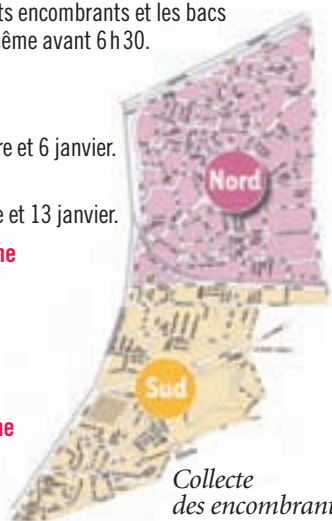 ts encombrants et les bacs
ême avant 6 h 30.
re et 6 janvier.
Nord
e et 13 janvier.
ne
Sud
ne
Collecte
des encombrant